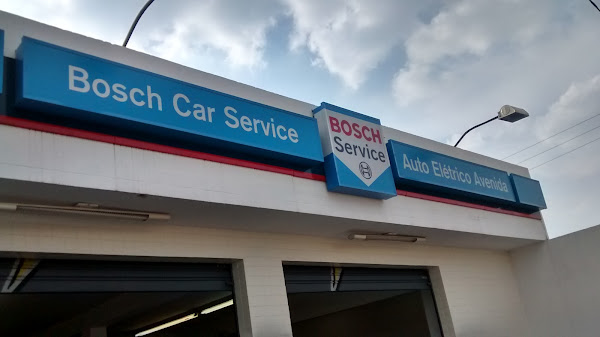 Bosch Car Service
BOSCH
Service
Auto Elétrico Avenida